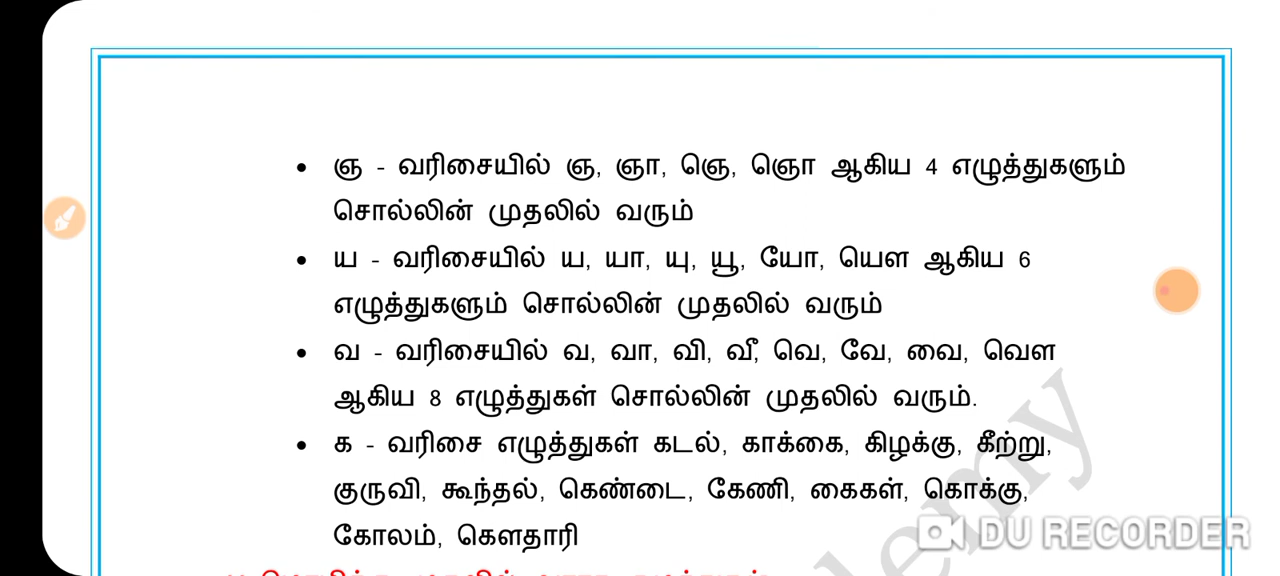 • ஞ - வரிசையில் ஞ, ஞா, ஞெ, ஞொ ஆகிய 4 எழுத்துகளும்
சொல்லின் முதலில் வரும்
• ய - வரிசையில் ய, யா, யு, யூ, யோ, யௌ ஆகிய 6
எழுத்துகளும் சொல்லின் முதலில் வரும்
• வ - வரிசையில் வ, வா, வி, வீ, வெ, வே, வை, வௌ
ஆகிய 8 எழுத்துகள் சொல்லின் முதலில் வரும்.
• க - வரிசை எழுத்துகள் கடல், காக்கை, கிழக்கு, கீற்று,
குருவி, கூந்தல், கெண்டை, கேணி, கைகள், கொக்கு,
கோலம், கௌதாரி
DU RECORDER